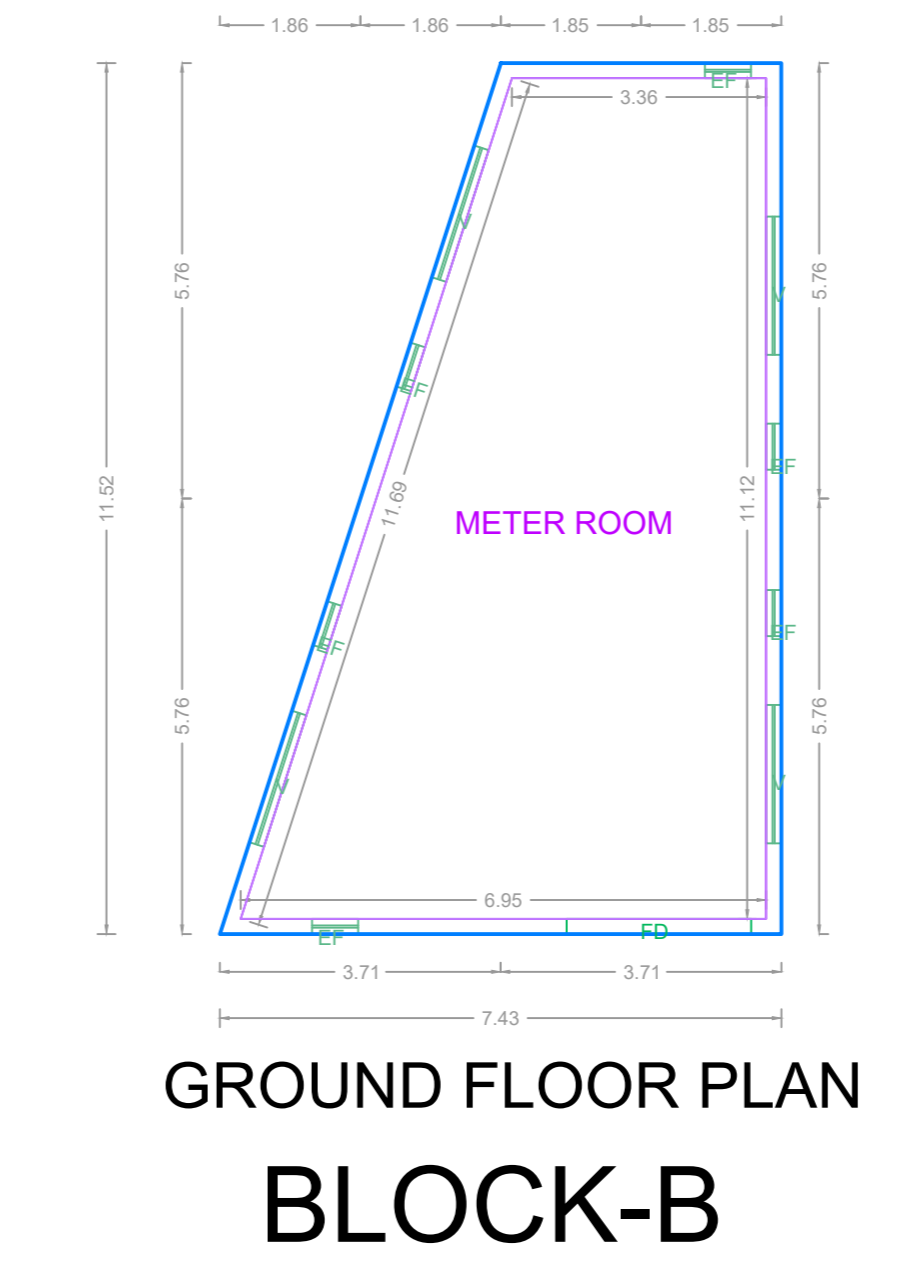 1.86 1.86 1.85 1.85
EF
3.36
V
5.76 5.76
V
EF
EF
11.52 11.69 11.12
METER ROOM
EF
EF
5.76 5.76
V V
6.95
EF FD
3.71 3.71
7.43
GROUND FLOOR PLAN
BLOCK-B